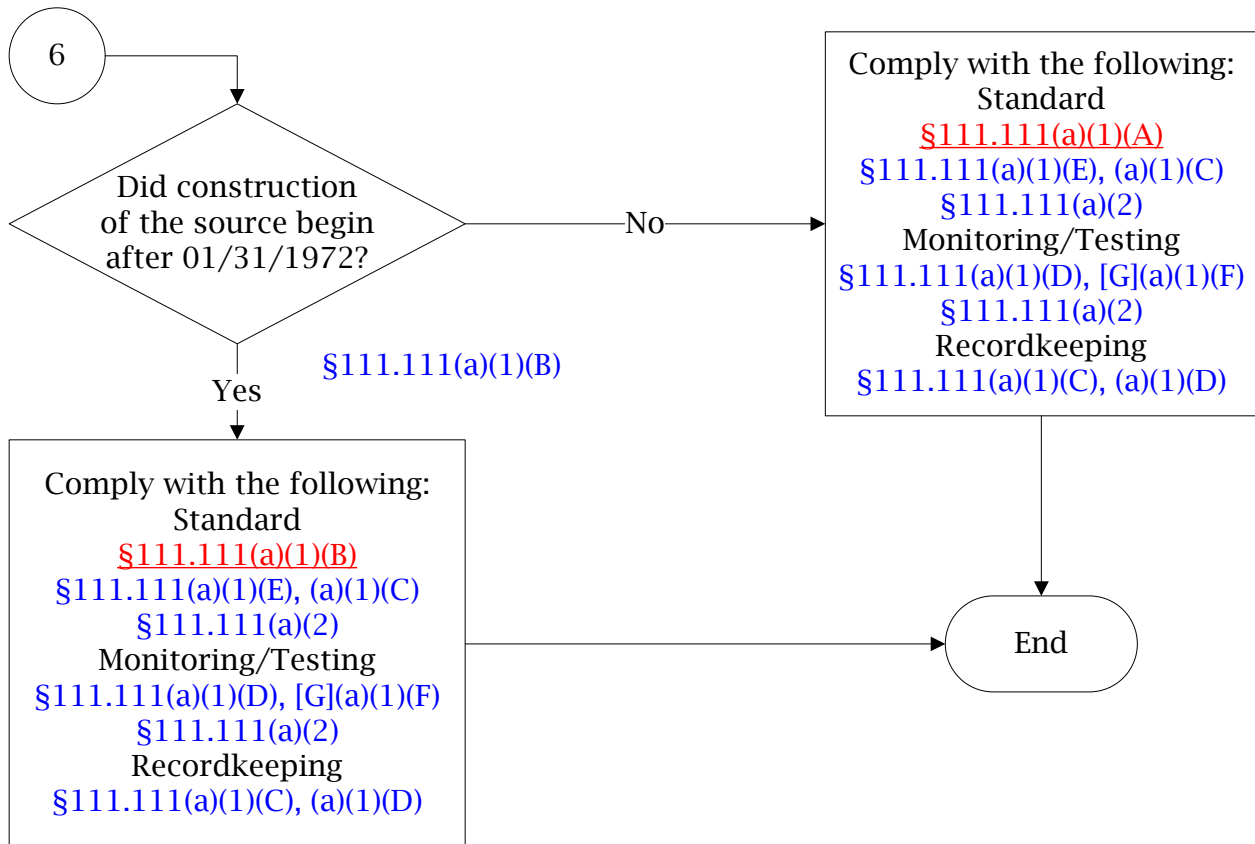 6
Did construction
of the source begin
after 01/31/1972?
No
Comply with the following:
Standard
§111.111(a)(1)(A)
§111.111(a)(1)(E), (a)(1)(C)
§111.111(a)(2)
Monitoring/Testing
§111.111(a)(1)(D), [G](a)(1)(F)
§111.111(a)(2)
Recordkeeping
§111.111(a)(1)(C), (a)(1)(D)
§111.111(a)(1)(B)
Yes
Comply with the following:
Standard
§111.111(a)(1)(B)
§111.111(a)(1)(E), (a)(1)(C)
§111.111(a)(2)
Monitoring/Testing
§111.111(a)(1)(D), [G](a)(1)(F)
§111.111(a)(2)
Recordkeeping
§111.111(a)(1)(C), (a)(1)(D)
End